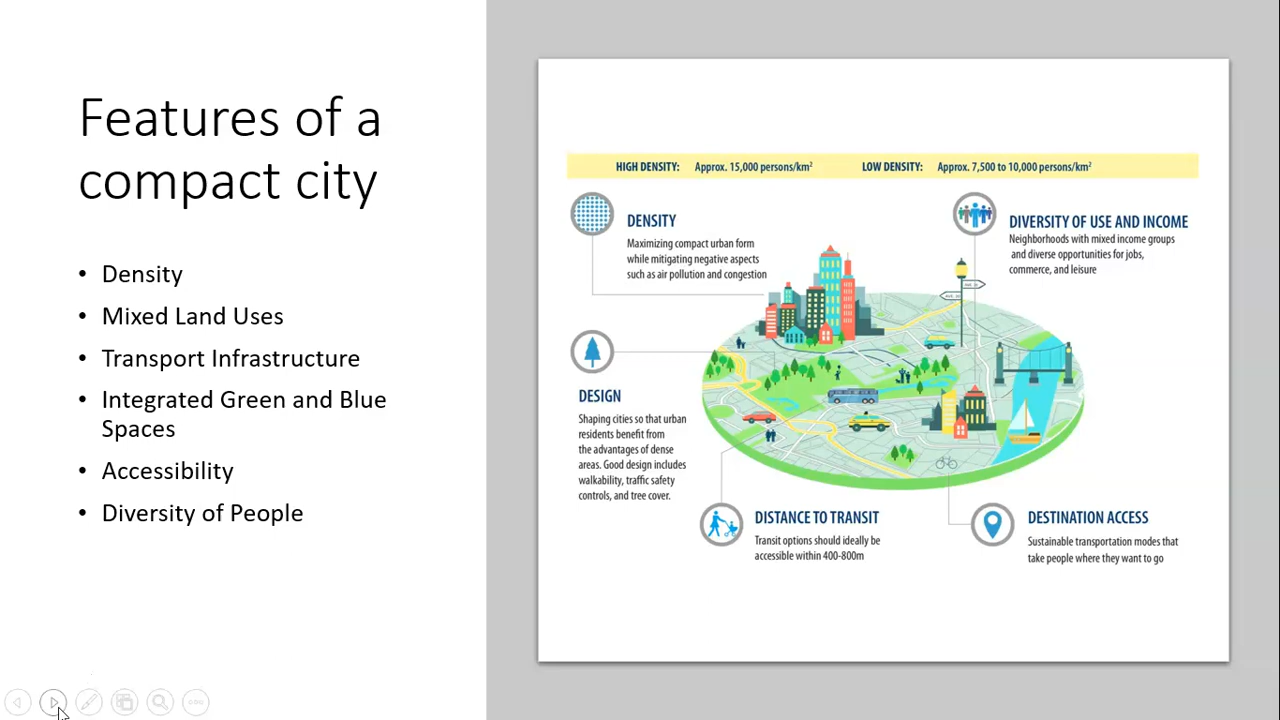 Features of a
compact city
• Density
• Mixed Land Uses
• Transport Infrastructure
• Integrated Green and Blue
Spaces
• Accessibility
• Diversity of People
HIGH DENSITY: Approx. 15,000 persons/km² LOW DENSITY: Approx. 7,500 to 10,000 persons/km²
DENSITY
Maximizing compact urban form
while mitigating negative aspects
such as air pollution and congestion
DIVERSITY OF USE AND INCOME
Neighborhoods with mixed income groups
and diverse opportunities for jobs,
commerce, and leisure
DESIGN
Shaping cities so that urban
residents benefit from
the advantages of dense
areas. Good design includes
walkability, traffic safety
controls, and tree cover.
DISTANCE TO TRANSIT
Transit options should ideally be
accessible within 400-800m
DESTINATION ACCESS
Sustainable transportation modes that
take people where they want to go